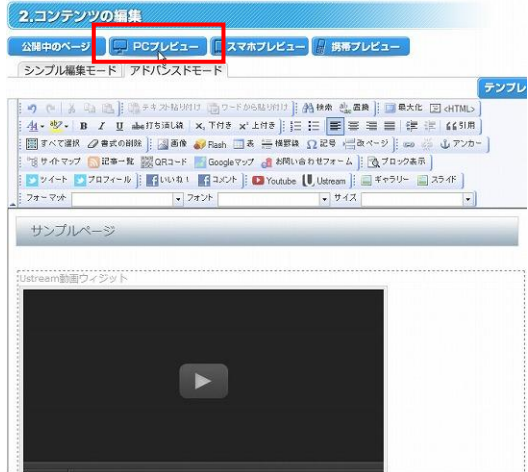 2.コンテンツの編集
公開中のページ PCプレビュー スマホプレビュー 携帯プレビュー
シンプル編集モード アドバンスドモード
テンプレ
テキスト貼り付け ワードから貼り付け 検索 置換 最大化 <HTML>
B I U abc打ち消し線 ×, 下付き ×' 上付き 引用
すべて選択 書式の削除 画像 Flash 表 横罫線 Ω 記号 改ページ アンカー
サイトマップ 記事一覧 QRコード Googleマップ お問い合わせフォーム ブロック表示
ツイート プロフィール いいね! コメント Youtube Ustream ギャラリー スライド
フォーマット フォント サイズ
サンプルページ
Ustream動画ウィジット